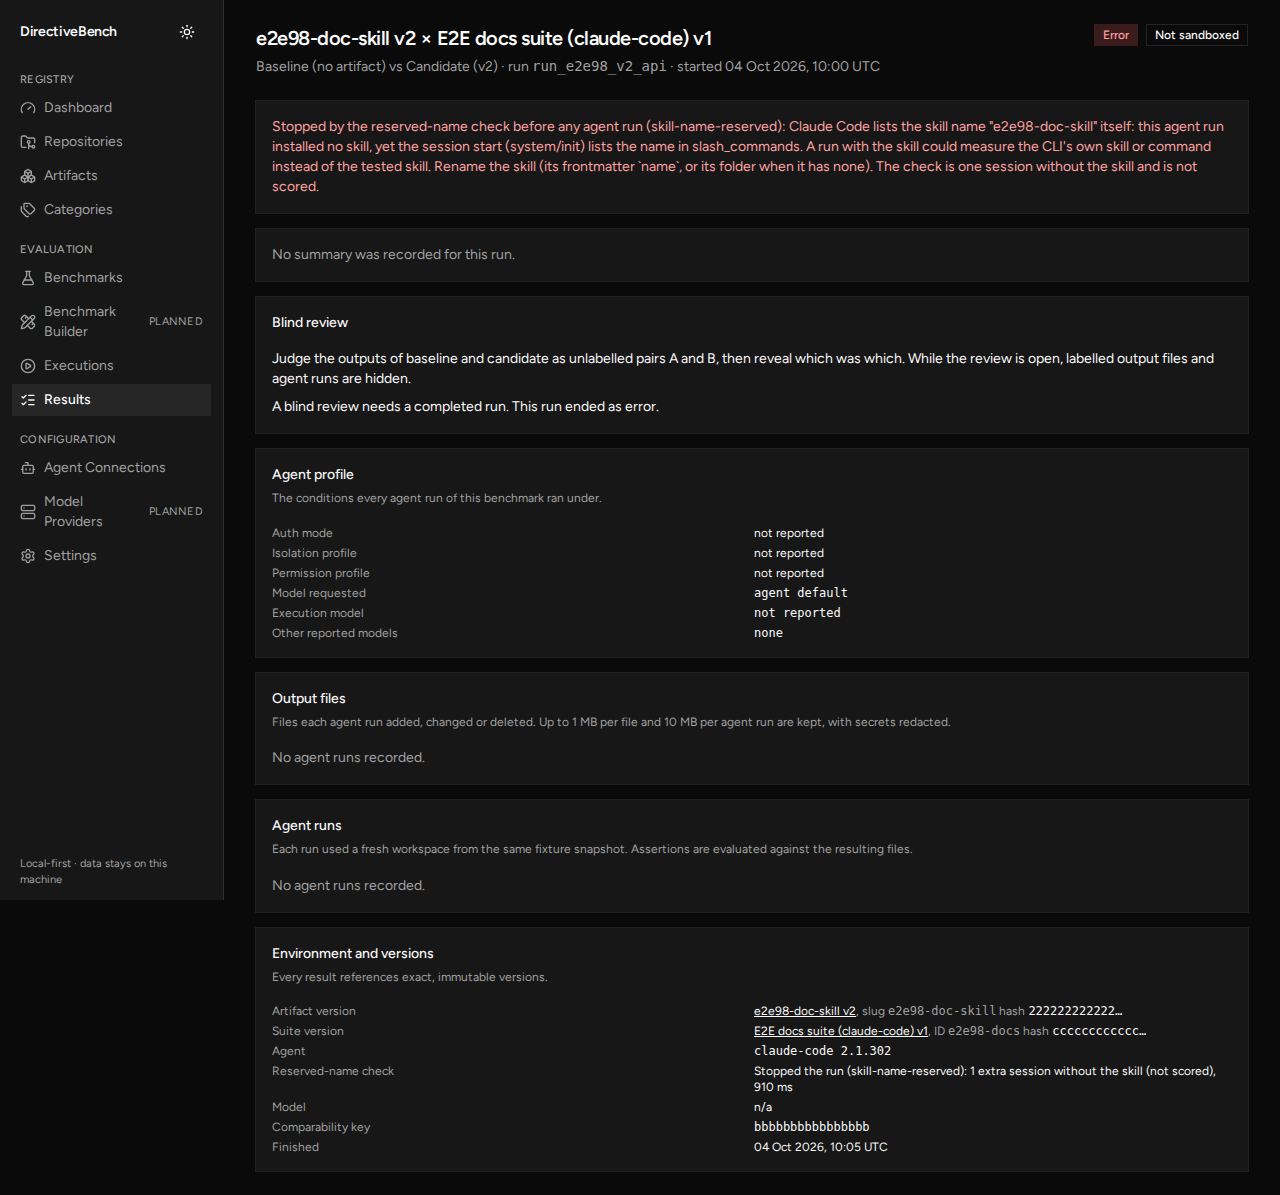 DirectiveBench
REGISTRY
Dashboard
Repositories
Artifacts
Categories
EVALUATION
Benchmarks
Benchmark
Builder
PLANNED
Executions
Results
CONFIGURATION
Agent Connections
Model
Providers
PLANNED
Settings
Local-first · data stays on this
machine
e2e98-doc-skill v2 × E2E docs suite (claude-code) v1
Error
Not sandboxed
Baseline (no artifact) vs Candidate (v2) · run run_e2e98_v2_api · started 04 Oct 2026, 10:00 UTC
Stopped by the reserved-name check before any agent run (skill-name-reserved): Claude Code lists the skill name "e2e98-doc-skill" itself: this agent run
installed no skill, yet the session start (system/init) lists the name in slash_commands. A run with the skill could measure the CLI's own skill or command
instead of the tested skill. Rename the skill (its frontmatter `name`, or its folder when it has none). The check is one session without the skill and is not
scored.
No summary was recorded for this run.
Blind review
Judge the outputs of baseline and candidate as unlabelled pairs A and B, then reveal which was which. While the review is open, labelled output files and
agent runs are hidden.
A blind review needs a completed run. This run ended as error.
Agent profile
The conditions every agent run of this benchmark ran under.
Auth mode not reported
Isolation profile not reported
Permission profile not reported
Model requested agent default
Execution model not reported
Other reported models none
Output files
Files each agent run added, changed or deleted. Up to 1 MB per file and 10 MB per agent run are kept, with secrets redacted.
No agent runs recorded.
Agent runs
Each run used a fresh workspace from the same fixture snapshot. Assertions are evaluated against the resulting files.
No agent runs recorded.
Environment and versions
Every result references exact, immutable versions.
Artifact version e2e98-doc-skill v2, slug e2e98-doc-skill hash 222222222222…
Suite version E2E docs suite (claude-code) v1, ID e2e98-docs hash cccccccccccc…
Agent claude-code 2.1.302
Reserved-name check Stopped the run (skill-name-reserved): 1 extra session without the skill (not scored),
910 ms
Model n/a
Comparability key bbbbbbbbbbbbbbbb
Finished 04 Oct 2026, 10:05 UTC